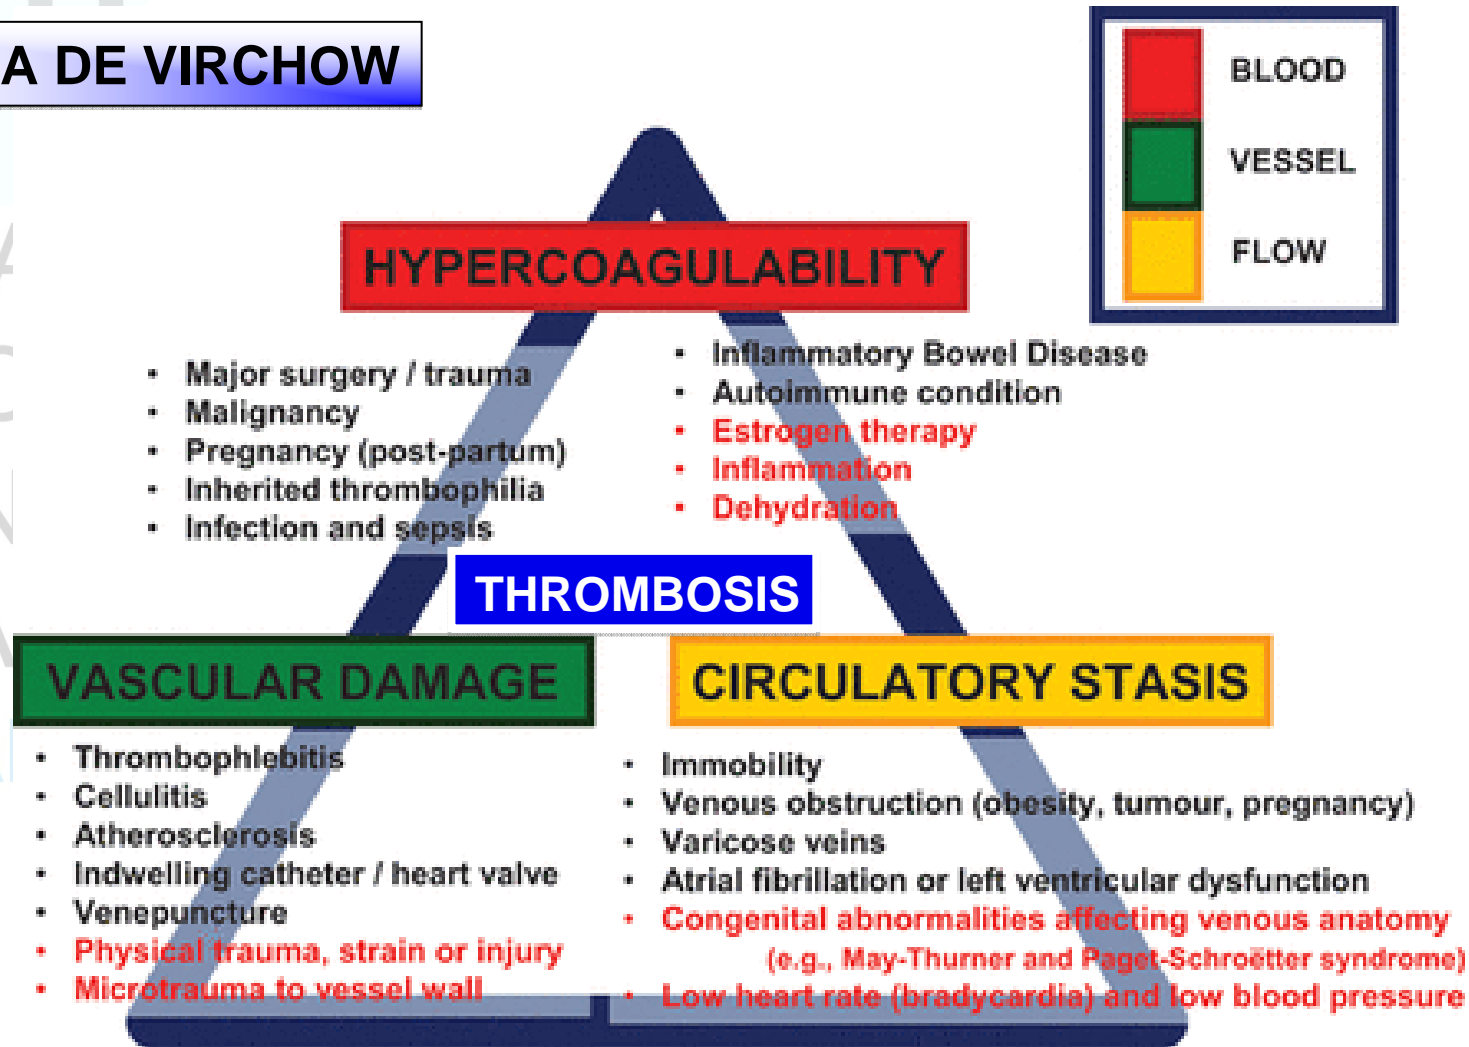 A DE VIRCHOW
BLOOD
VESSEL
FLOW
HYPERCOAGULABILITY
• Major surgery / trauma
• Malignancy
• Pregnancy (post-partum)
• Inherited thrombophilia
• Infection and sepsis
• Inflammatory Bowel Disease
• Autoimmune condition
• Estrogen therapy
• Inflammation
• Dehydration
THROMBOSIS
VASCULAR DAMAGE
• Thrombophlebitis
• Cellulitis
• Atherosclerosis
• Indwelling catheter / heart valve
• Venepuncture
• Physical trauma, strain or injury
• Microtrauma to vessel wall
CIRCULATORY STASIS
• Immobility
• Venous obstruction (obesity, tumour, pregnancy)
• Varicose veins
• Atrial fibrillation or left ventricular dysfunction
• Congenital abnormalities affecting venous anatomy
(e.g., May-Thurner and Paget-Schroëtter syndrome)
• Low heart rate (bradycardia) and low blood pressure